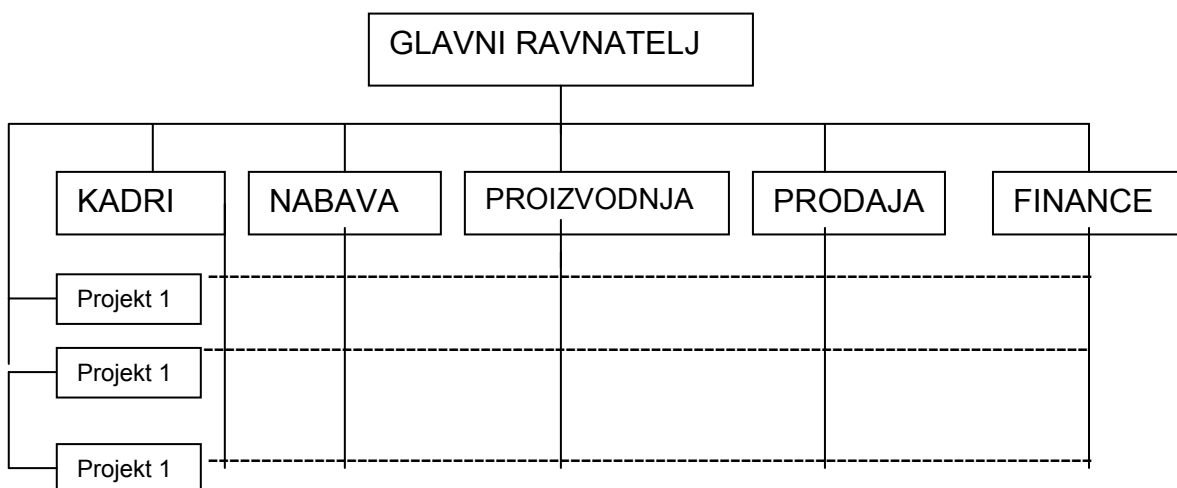 GLAVNI RAVNATELJ
KADRI
NABAVA
PROIZVODNJA
PRODAJA
FINANCE
Projekt 1
Projekt 1
Projekt 1